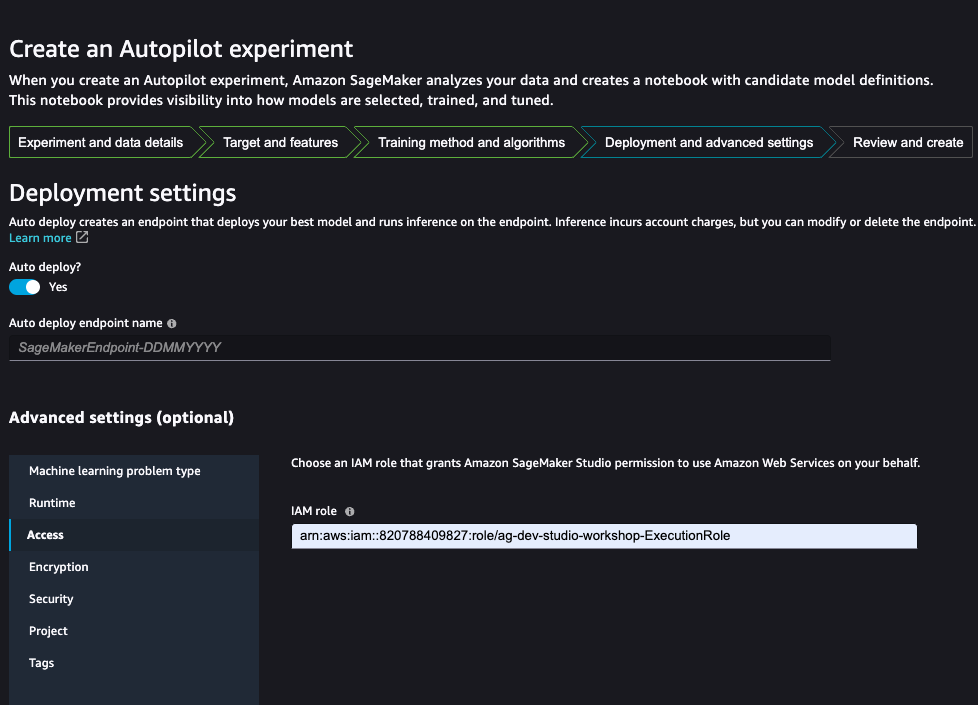 Create an Autopilot experiment
When you create an Autopilot experiment, Amazon SageMaker analyzes your data and creates a notebook with candidate model definitions.
This notebook provides visibility into how models are selected, trained, and tuned.
Experiment and data details
Target and features
Training method and algorithms
Deployment and advanced settings
Review and create
Deployment settings
Auto deploy creates an endpoint that deploys your best model and runs inference on the endpoint. Inference incurs account charges, but you can modify or delete the endpoint.
Learn more
Auto deploy?
Yes
Auto deploy endpoint name
SageMakerEndpoint-DDMMYYYY
Advanced settings (optional)
Machine learning problem type
Runtime
Access
Encryption
Security
Project
Tags
Choose an IAM role that grants Amazon SageMaker Studio permission to use Amazon Web Services on your behalf.
IAM role
arn:aws:iam::820788409827:role/ag-dev-studio-workshop-ExecutionRole